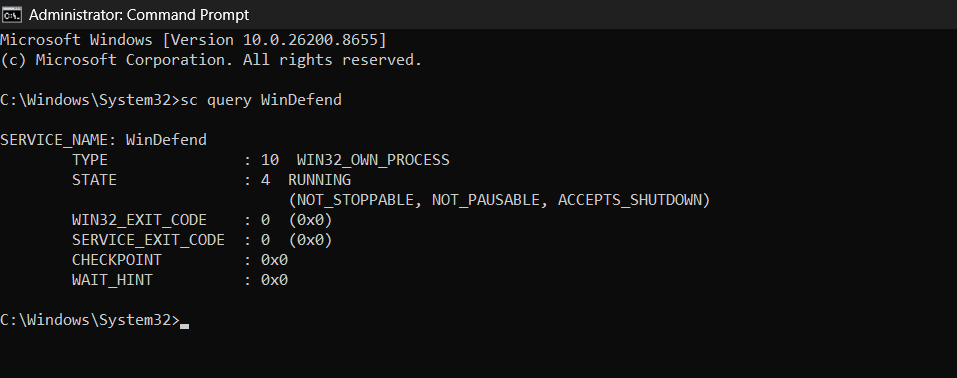 Administrator: Command Prompt
Microsoft Windows [Version 10.0.26200.8655]
(c) Microsoft Corporation. All rights reserved.
C:\Windows\System32>sc query WinDefend
SERVICE_NAME: WinDefend
        TYPE               : 10  WIN32_OWN_PROCESS
        STATE              : 4  RUNNING
                                (NOT_STOPPABLE, NOT_PAUSABLE, ACCEPTS_SHUTDOWN)
        WIN32_EXIT_CODE    : 0  (0x0)
        SERVICE_EXIT_CODE  : 0  (0x0)
        CHECKPOINT         : 0x0
        WAIT_HINT          : 0x0
C:\Windows\System32>